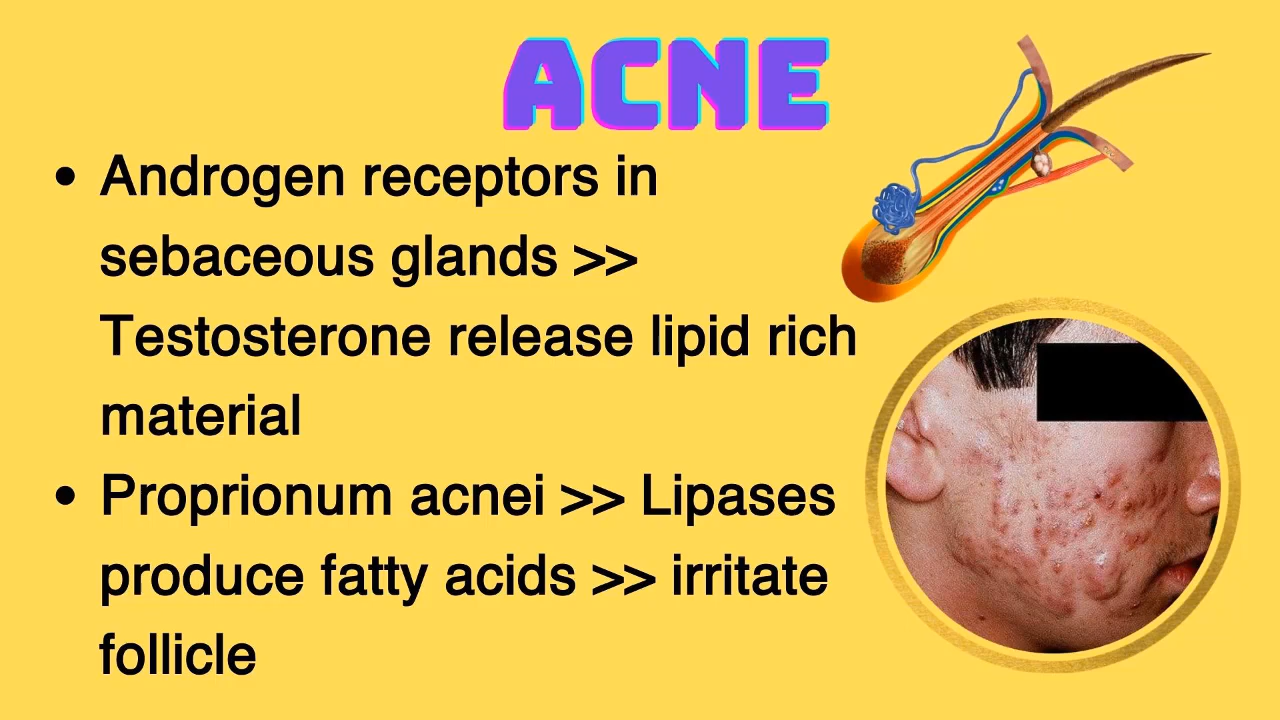 ACNE
• Androgen receptors in
sebaceous glands >>
Testosterone release lipid rich
material
• Proprionum acnei >> Lipases
produce fatty acids >> irritate
follicle